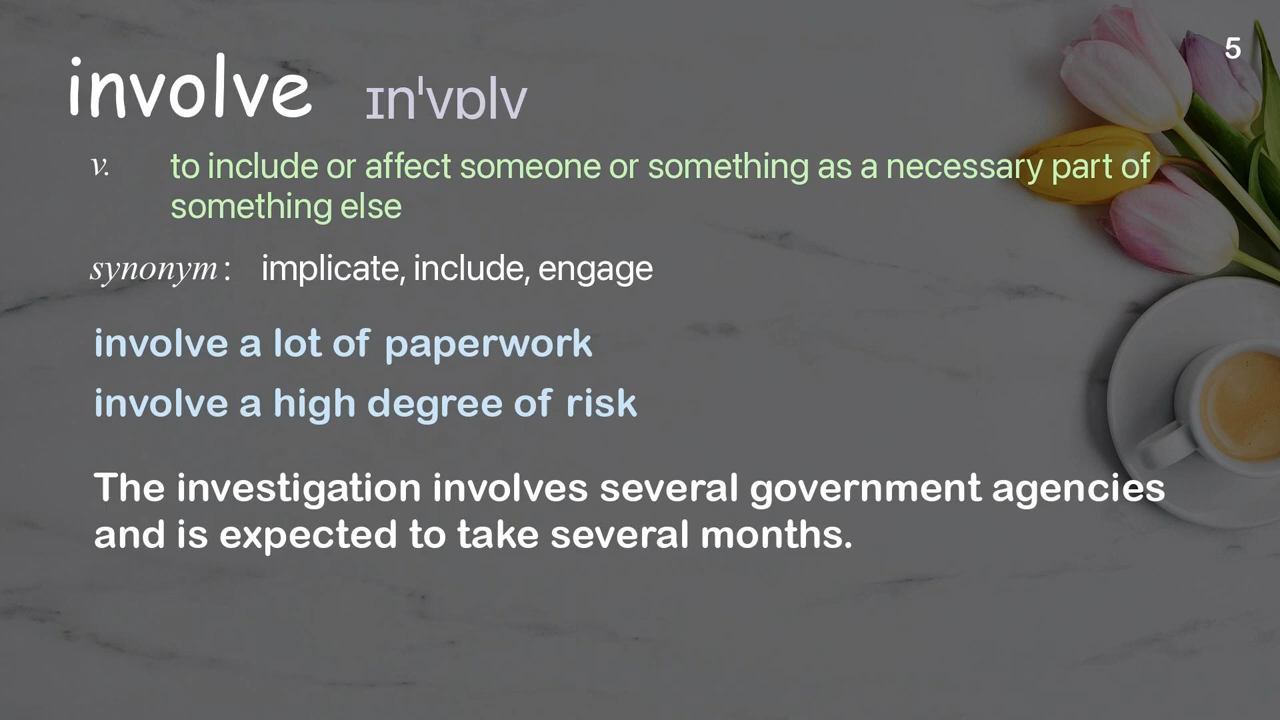 5
involve ɪnˈvɒlv
v. to include or affect someone or something as a necessary part of
something else
synonym: implicate, include, engage
involve a lot of paperwork
involve a high degree of risk
The investigation involves several government agencies
and is expected to take several months.